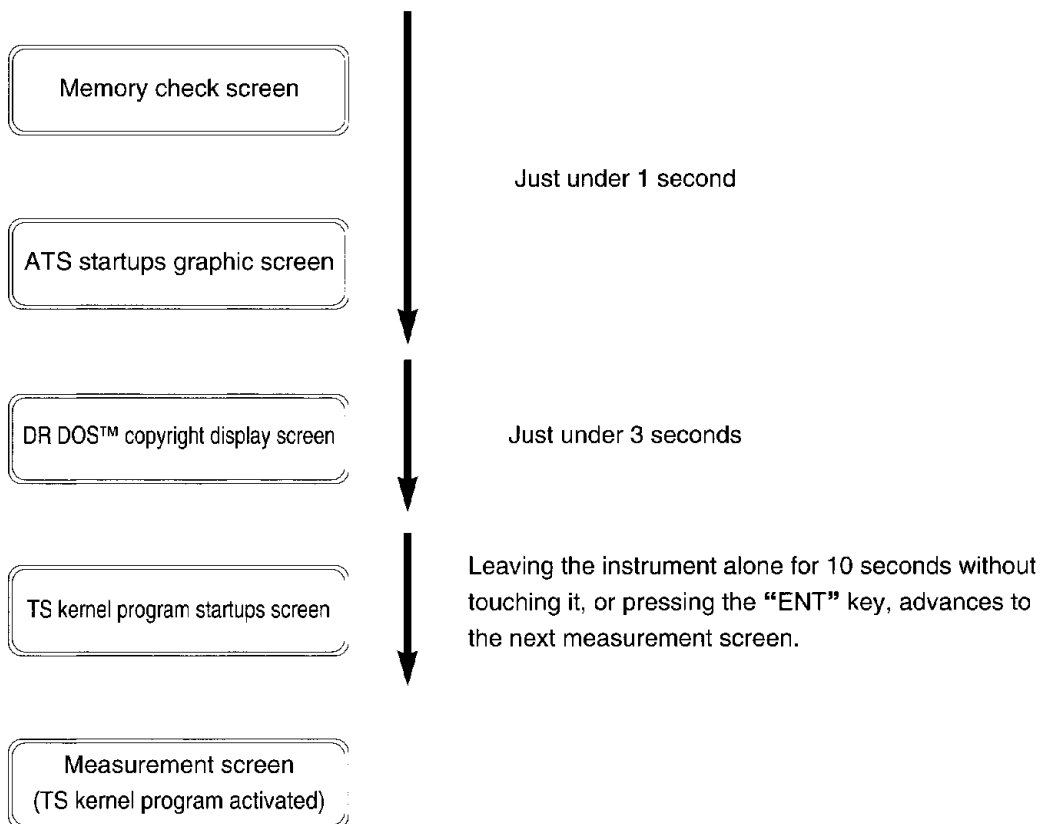 Memory check screen
Just under 1 second
ATS startups graphic screen
DR DOS™ copyright display screen
Just under 3 seconds
Leaving the instrument alone for 10 seconds without
touching it, or pressing the “ENT” key, advances to
the next measurement screen.
TS kernel program startups screen
Measurement screen
(TS kernel program activated)